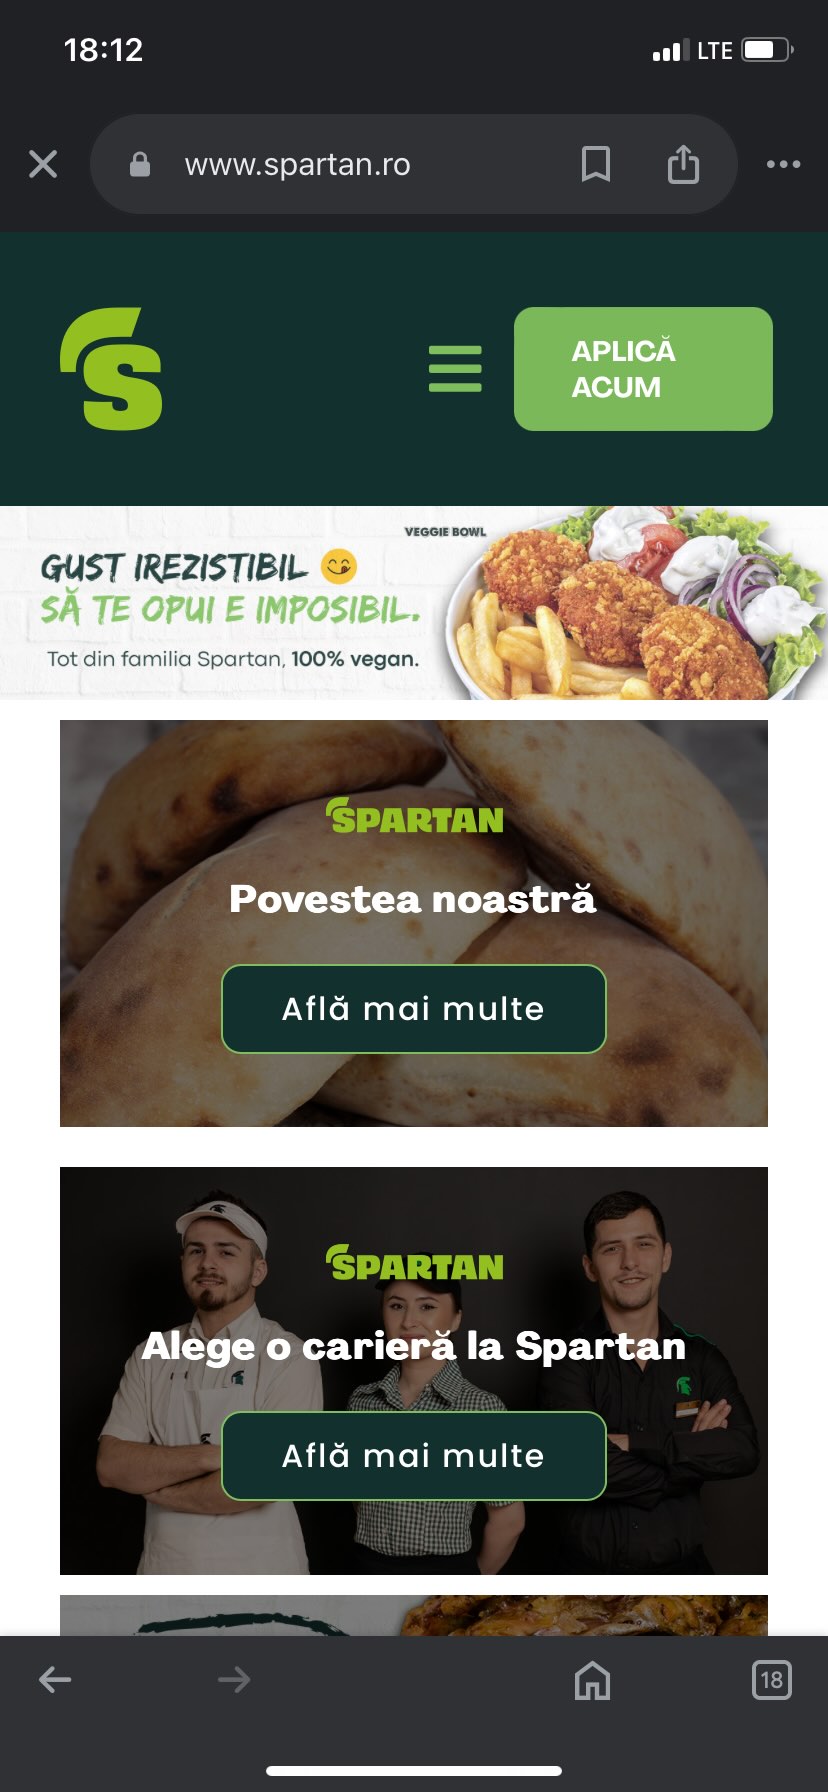 18:12
LTE
www.spartan.ro
S
APLICĂ
ACUM
VEGGIE BOWL
GUST IREZISTIBIL 😋
SĂ TE OPUI E IMPOSIBIL.
Tot din familia Spartan, 100% vegan.
SPARTAN
Povestea noastră
Află mai multe
SPARTAN
Alege o carieră la Spartan
Află mai multe
18